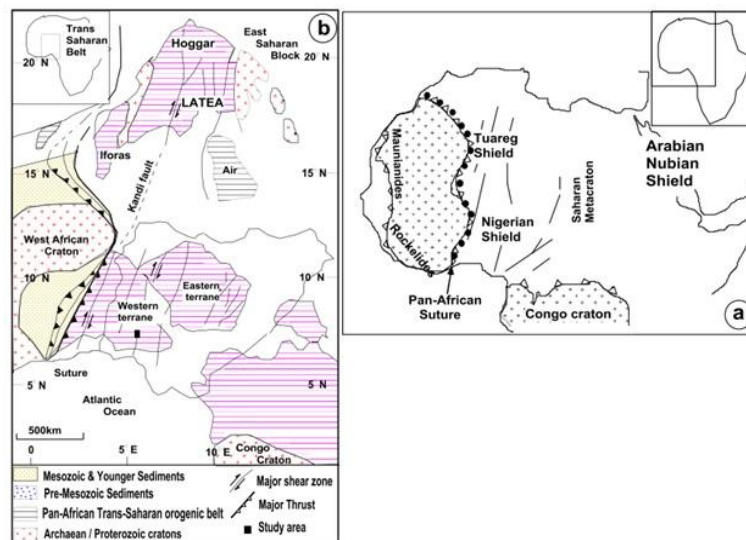 b
Trans
Saharan
Belt
20 N
Hoggar
East
Saharan
Block
20 N
LATEA
Iforas
15 N
Kandi fault
Air
15 N
West African
Craton
10 N
10 N
Western
terrane
Eastern
terrane
Suture
5 N
5 N
Atlantic
Ocean
500km
0
5 E
10 E
Congo
Craton
Mesozoic & Younger Sediments
Pre-Mesozoic Sediments
Pan-African Trans-Saharan orogenic belt
Archaean / Proterozoic cratons
Major shear zone
Major Thrust
Study area
Maunianides
Tuareg
Shield
Arabian
Nubian
Shield
Saharan
Metacraton
Nigerian
Shield
Rockelides
Pan-African
Suture
Congo craton
a